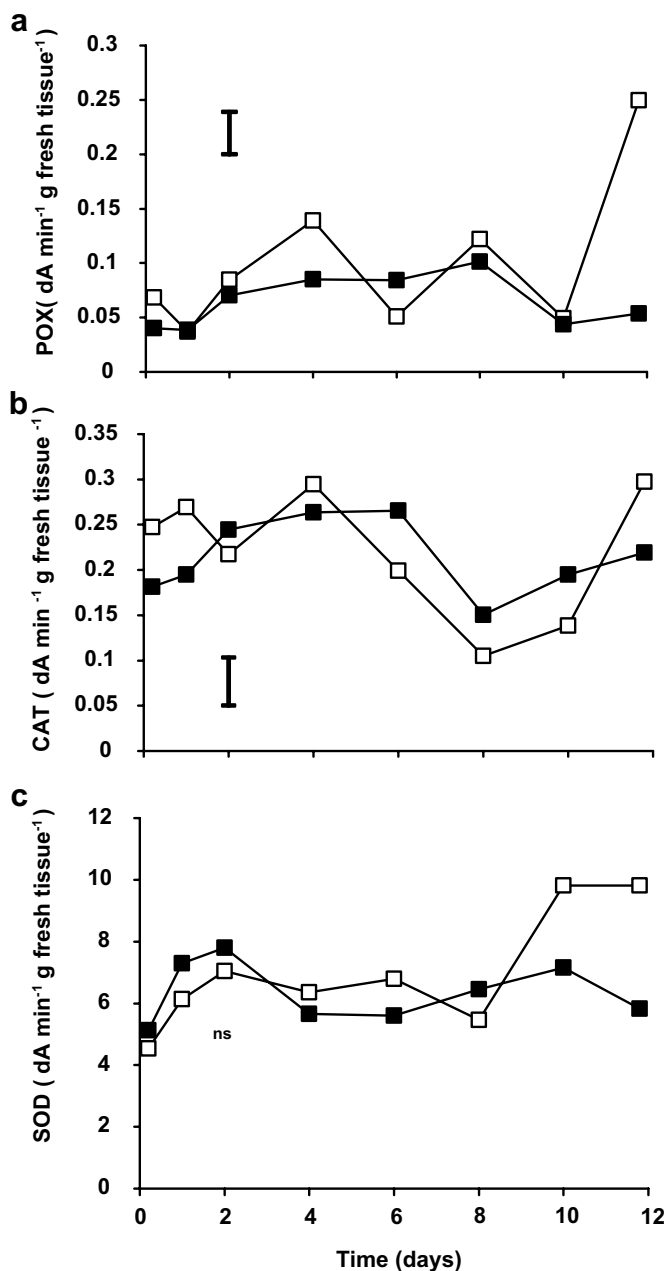 a
0.3
0.25
0.2
0.15
0.1
0.05
0
POX( dA min⁻¹ g fresh tissue⁻¹)
b
0.35
0.3
0.25
0.2
0.15
0.1
0.05
0
CAT ( dA min ⁻¹ g fresh tissue ⁻¹)
c
12
10
8
6
4
2
0
SOD ( dA min⁻¹ g fresh tissue⁻¹)
ns
0 2 4 6 8 10 12
Time (days)